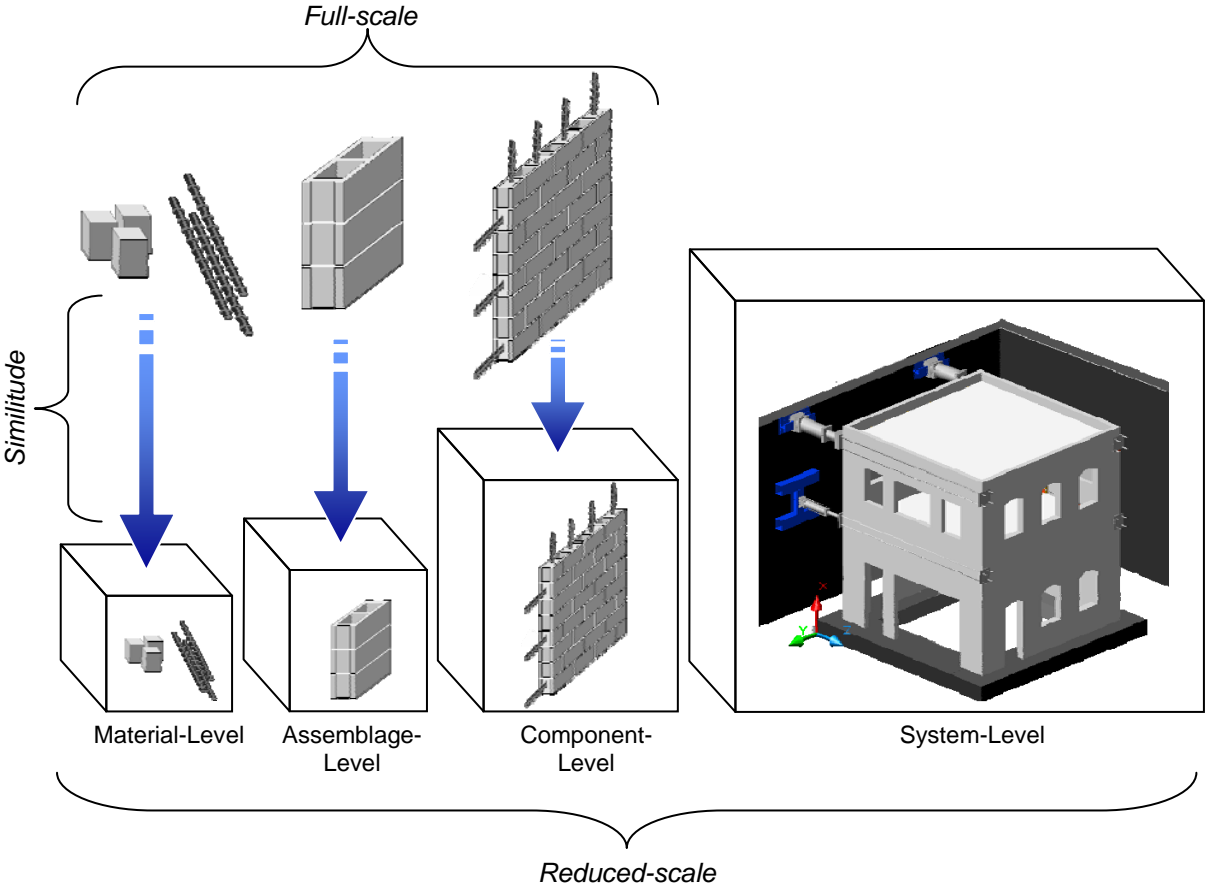 Full-scale
Similitude
Material-Level
Assemblage-
Level
Component-
Level
System-Level
X
Y
Z
Reduced-scale